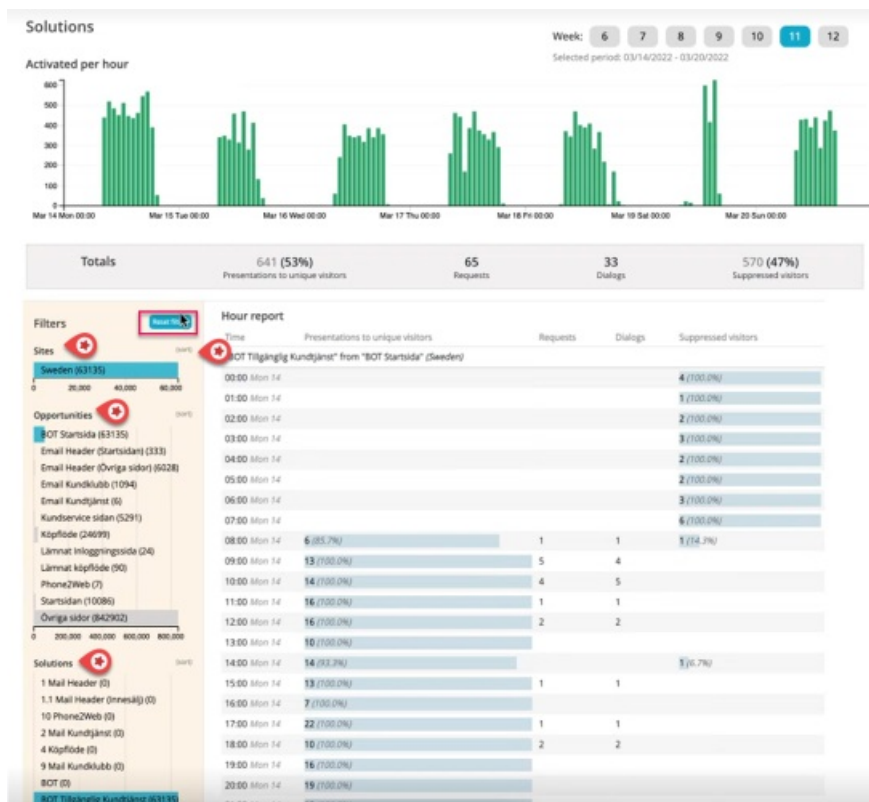 Solutions
Week: 6 7 8 9 10 11 12
Selected period: 03/14/2022 - 03/20/2022
Activated per hour
600
500
400
300
200
100
0
Mar 14 Mon 00:00 Mar 15 Tue 00:00 Mar 16 Wed 00:00 Mar 17 Thu 00:00 Mar 18 Fri 00:00 Mar 19 Sat 00:00 Mar 20 Sun 00:00
Totals 641 (53%) 65 33 570 (47%)
Presentations to unique visitors Requests Dialogs Suppressed visitors
Filters
Sites (sort)
Sweden (63135)
0 20,000 40,000 60,000
Opportunities (sort)
BOT Startsida (63135)
Email Header (Startsidan) (333)
Email Header (Övriga sidor) (6028)
Email Kundklubb (1094)
Email Kundtjänst (6)
Kundservice sidan (5291)
Köpflöde (24699)
Lämnat Inloggningssida (24)
Lämnat köpflöde (90)
Phone2Web (7)
Startsidan (10086)
Övriga sidor (842902)
0 200,000 400,000 600,000 800,000
Solutions (sort)
1 Mail Header (0)
1.1 Mail Header (Innesälj) (0)
10 Phone2Web (0)
2 Mail Kundtjänst (0)
4 Köpflöde (0)
9 Mail Kundklubb (0)
BOT (0)
BOT Tillgänglig Kundtjänst (63135)
Hour report
Time Presentations to unique visitors Requests Dialogs Suppressed visitors
"BOT Tillgänglig Kundtjänst" from "BOT Startsida" (Sweden)
00:00 Mon 14 4 (100.0%)
01:00 Mon 14 1 (100.0%)
02:00 Mon 14 2 (100.0%)
03:00 Mon 14 3 (100.0%)
04:00 Mon 14 2 (100.0%)
05:00 Mon 14 2 (100.0%)
06:00 Mon 14 3 (100.0%)
07:00 Mon 14 6 (100.0%)
08:00 Mon 14 6 (85.7%) 1 1 1 (14.3%)
09:00 Mon 14 13 (100.0%) 5 4
10:00 Mon 14 14 (100.0%) 4 5
11:00 Mon 14 16 (100.0%) 1 1
12:00 Mon 14 16 (100.0%) 2 2
13:00 Mon 14 10 (100.0%)
14:00 Mon 14 14 (93.3%) 1 (6.7%)
15:00 Mon 14 13 (100.0%) 1 1
16:00 Mon 14 7 (100.0%)
17:00 Mon 14 22 (100.0%) 1 1
18:00 Mon 14 10 (100.0%) 2 2
19:00 Mon 14 16 (100.0%)
20:00 Mon 14 19 (100.0%)